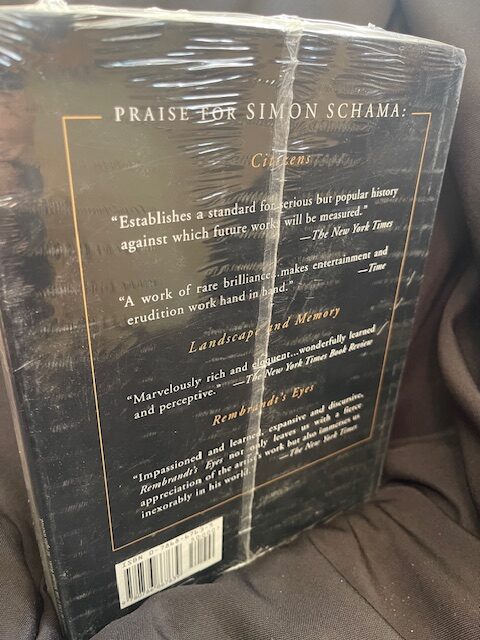 PRAISE FOR SIMON SCHAMA:
Citizens
“Establishes a standard for serious but popular history
against which future works will be measured.”
—The New York Times
“A work of rare brilliance...makes entertainment and
erudition work hand in hand.”
—Time
Landscape and Memory
“Marvelously rich and eloquent...wonderfully learned
and perceptive.” —The New York Times Book Review
Rembrandt's Eyes
“Impassioned and learned, expansive and discursive,
Rembrandt's Eyes not only leaves us with a fierce
appreciation of the artist's work but also immerses us
inexorably in his world.”
—The New York Times
ISBN